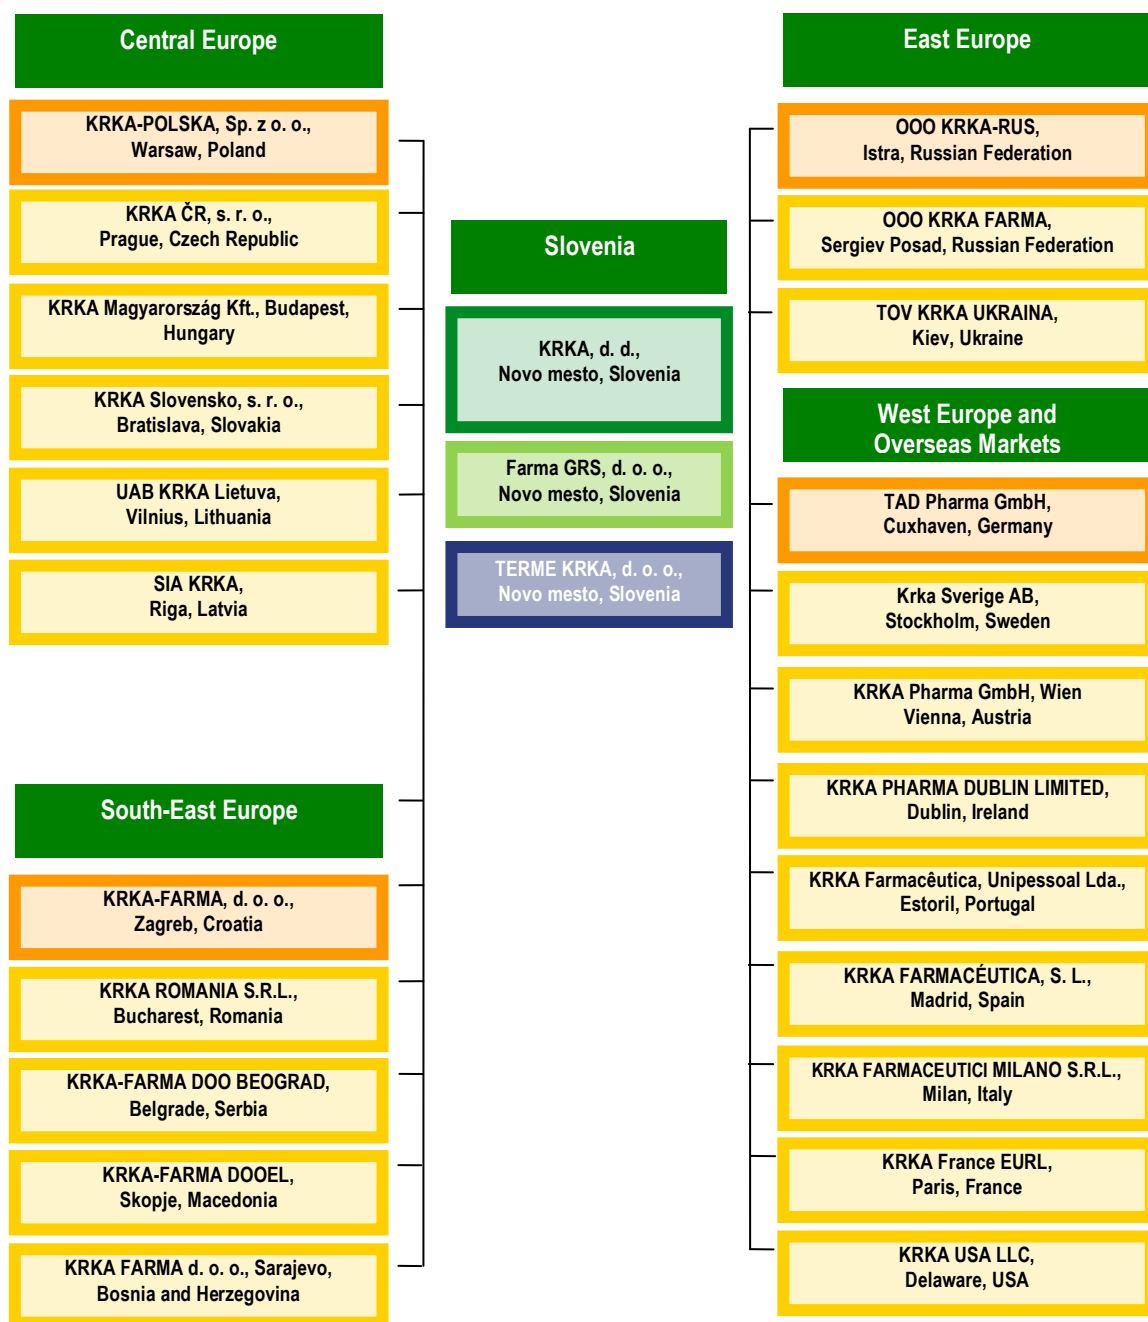 Central Europe
KRKA-POLSKA, Sp. z o. o.,
Warsaw, Poland
KRKA ČR, s. r. o.,
Prague, Czech Republic
KRKA Magyarország Kft., Budapest,
Hungary
KRKA Slovensko, s. r. o.,
Bratislava, Slovakia
UAB KRKA Lietuva,
Vilnius, Lithuania
SIA KRKA,
Riga, Latvia
South-East Europe
KRKA-FARMA, d. o. o.,
Zagreb, Croatia
KRKA ROMANIA S.R.L.,
Bucharest, Romania
KRKA-FARMA DOO BEOGRAD,
Belgrade, Serbia
KRKA-FARMA DOOEL,
Skopje, Macedonia
KRKA FARMA d. o. o., Sarajevo,
Bosnia and Herzegovina
Slovenia
KRKA, d. d.,
Novo mesto, Slovenia
Farma GRS, d. o. o.,
Novo mesto, Slovenia
TERME KRKA, d. o. o.,
Novo mesto, Slovenia
East Europe
OOO KRKA-RUS,
Istra, Russian Federation
OOO KRKA FARMA,
Sergiev Posad, Russian Federation
TOV KRKA UKRAINA,
Kiev, Ukraine
West Europe and
Overseas Markets
TAD Pharma GmbH,
Cuxhaven, Germany
Krka Sverige AB,
Stockholm, Sweden
KRKA Pharma GmbH, Wien
Vienna, Austria
KRKA PHARMA DUBLIN LIMITED,
Dublin, Ireland
KRKA Farmacêutica, Unipessoal Lda.,
Estoril, Portugal
KRKA FARMACÉUTICA, S. L.,
Madrid, Spain
KRKA FARMACEUTICI MILANO S.R.L.,
Milan, Italy
KRKA France EURL,
Paris, France
KRKA USA LLC,
Delaware, USA